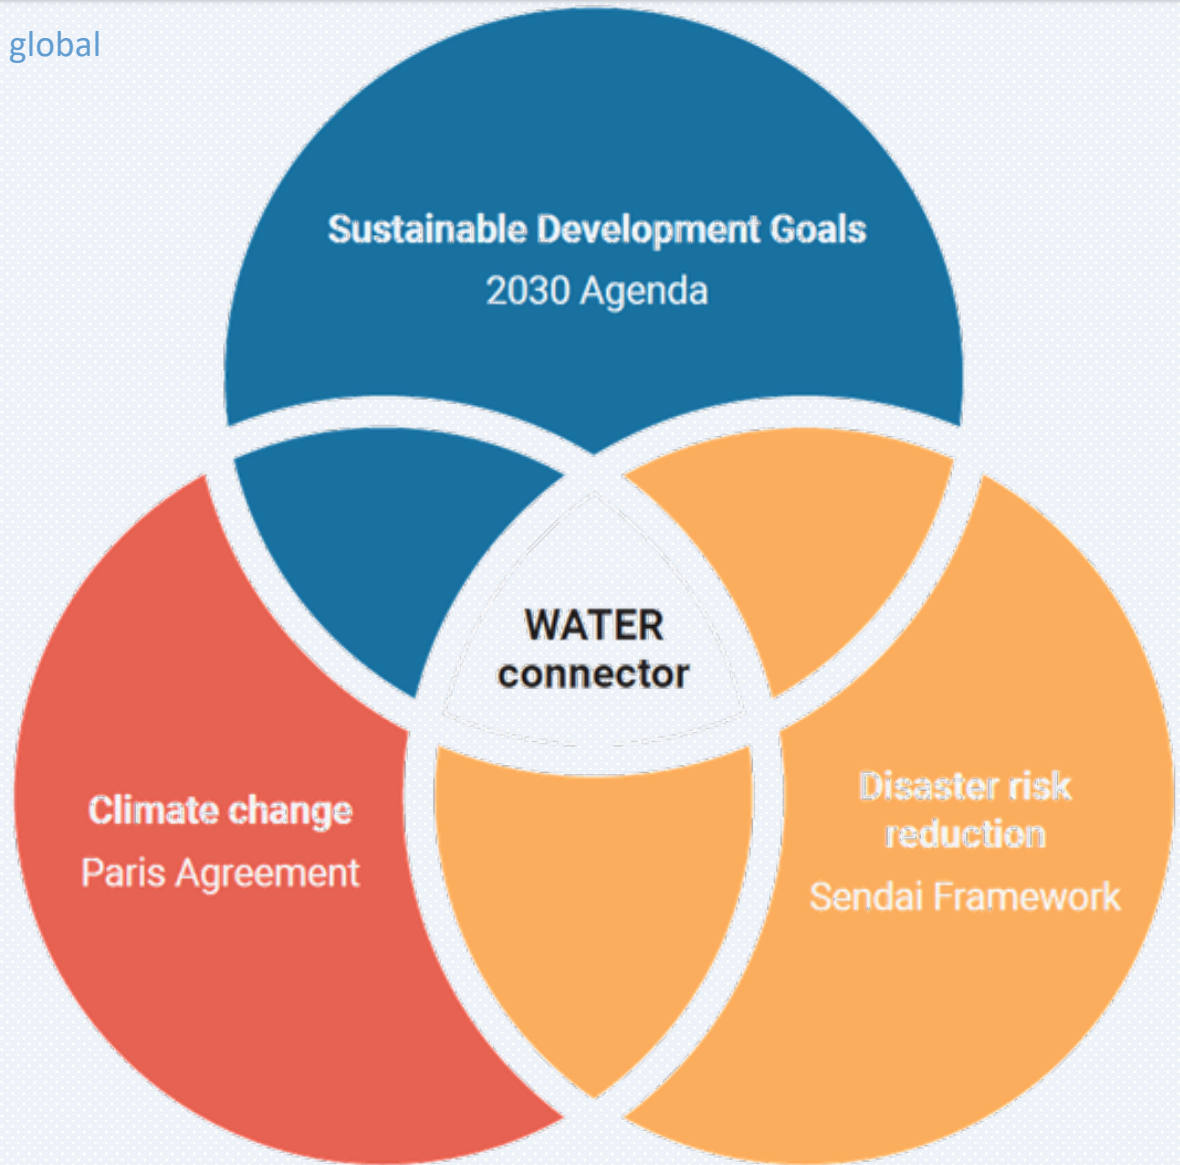 global
Sustainable Development Goals
2030 Agenda
WATER
connector
Climate change
Paris Agreement
Disaster risk
reduction
Sendai Framework